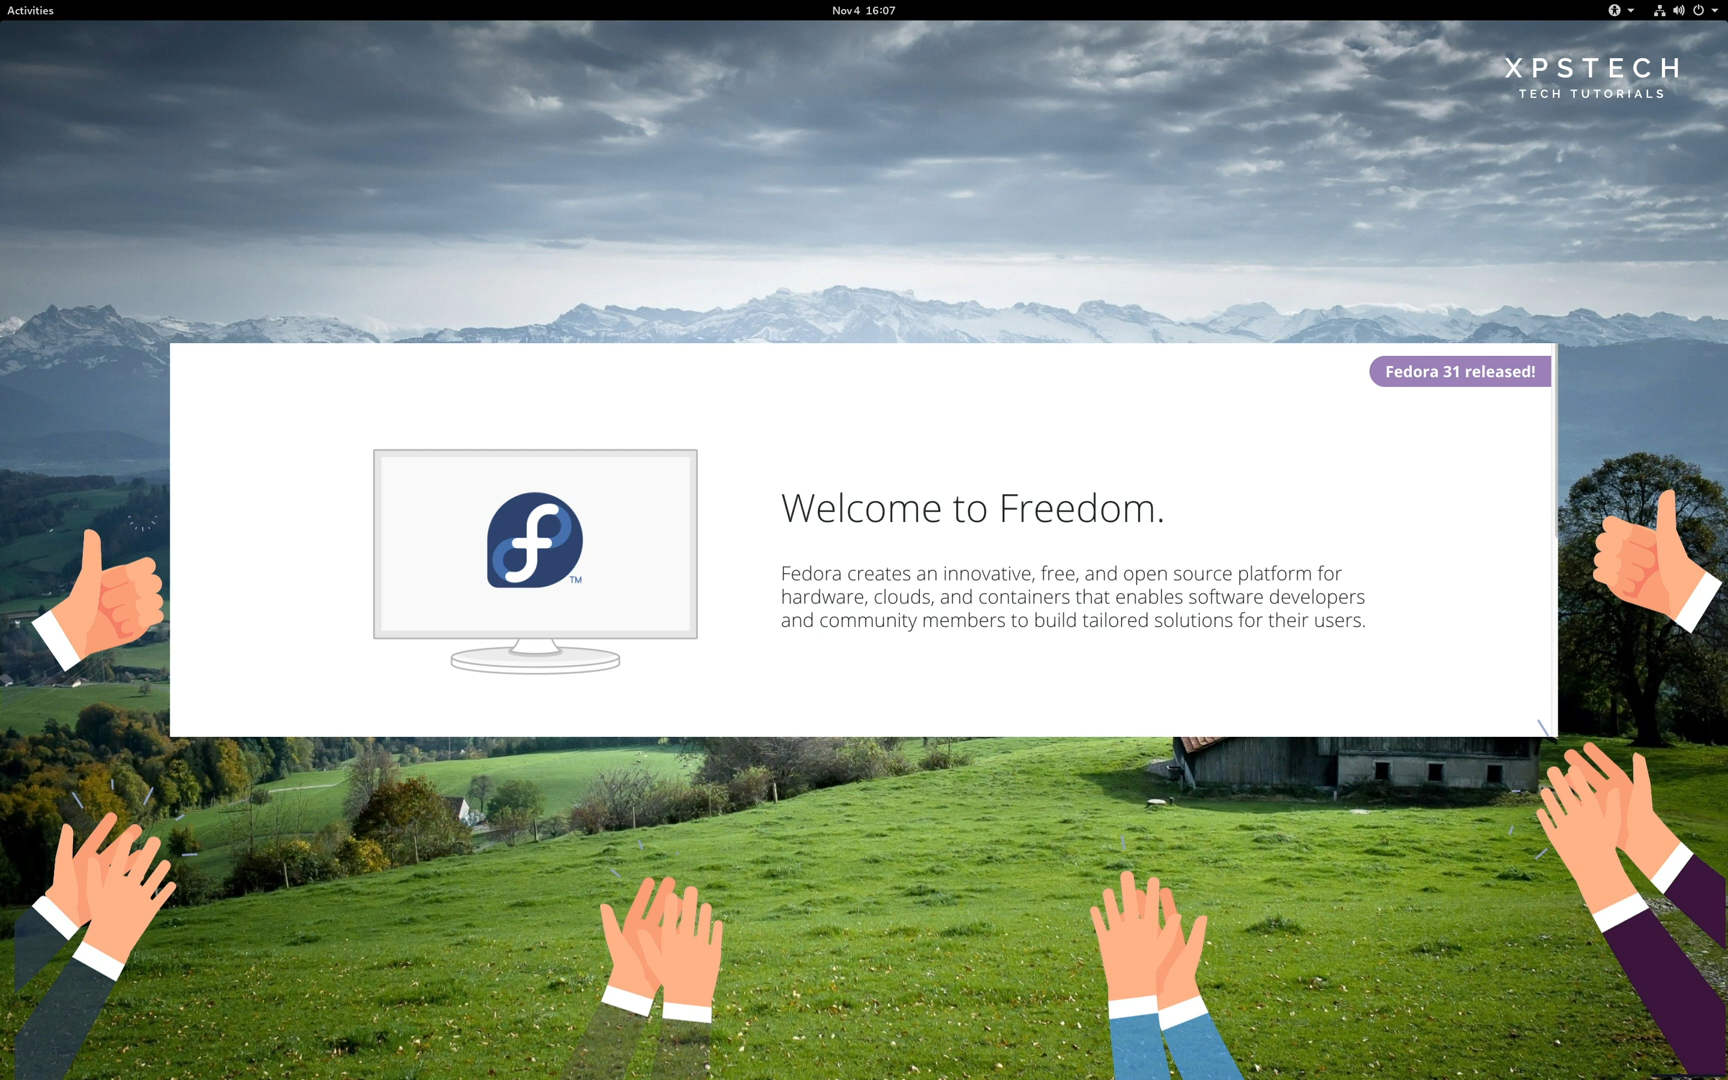 Activities
Nov 4 16:07
XPSTECH
TECH TUTORIALS
Fedora 31 released!
Welcome to Freedom.
Fedora creates an innovative, free, and open source platform for
hardware, clouds, and containers that enables software developers
and community members to build tailored solutions for their users.
TM